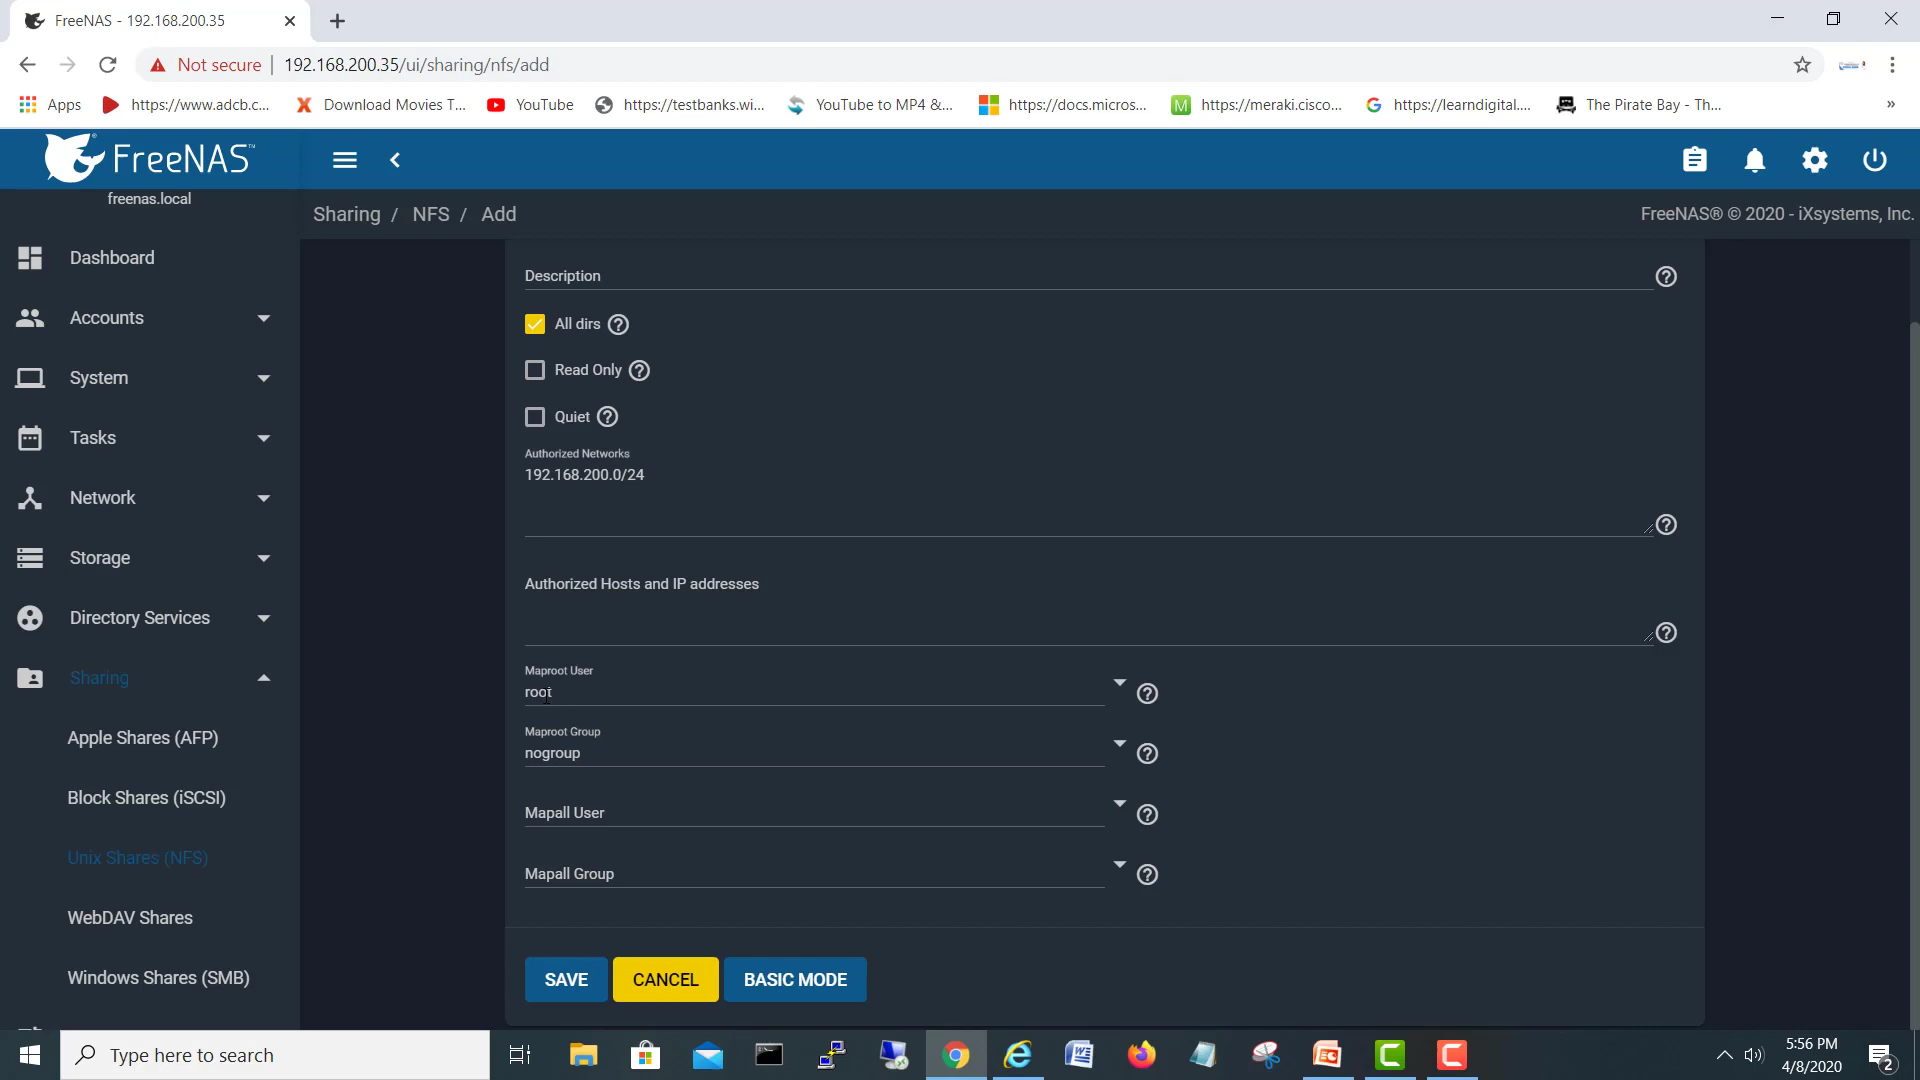 FreeNAS - 192.168.200.35
Not secure | 192.168.200.35/ui/sharing/nfs/add
Apps https://www.adcb.c... Download Movies T... YouTube https://testbanks.wi... YouTube to MP4 &... https://docs.micros... https://meraki.cisco... https://learndigital.... The Pirate Bay - Th... »
FreeNAS
freenas.local
Sharing / NFS / Add
FreeNAS® © 2020 - iXsystems, Inc.
Dashboard
Accounts
System
Tasks
Network
Storage
Directory Services
Sharing
Apple Shares (AFP)
Block Shares (iSCSI)
Unix Shares (NFS)
WebDAV Shares
Windows Shares (SMB)
Description
All dirs
Read Only
Quiet
Authorized Networks
192.168.200.0/24
Authorized Hosts and IP addresses
Maproot User
root
Maproot Group
nogroup
Mapall User
Mapall Group
SAVE CANCEL BASIC MODE
Type here to search
5:56 PM
4/8/2020
2